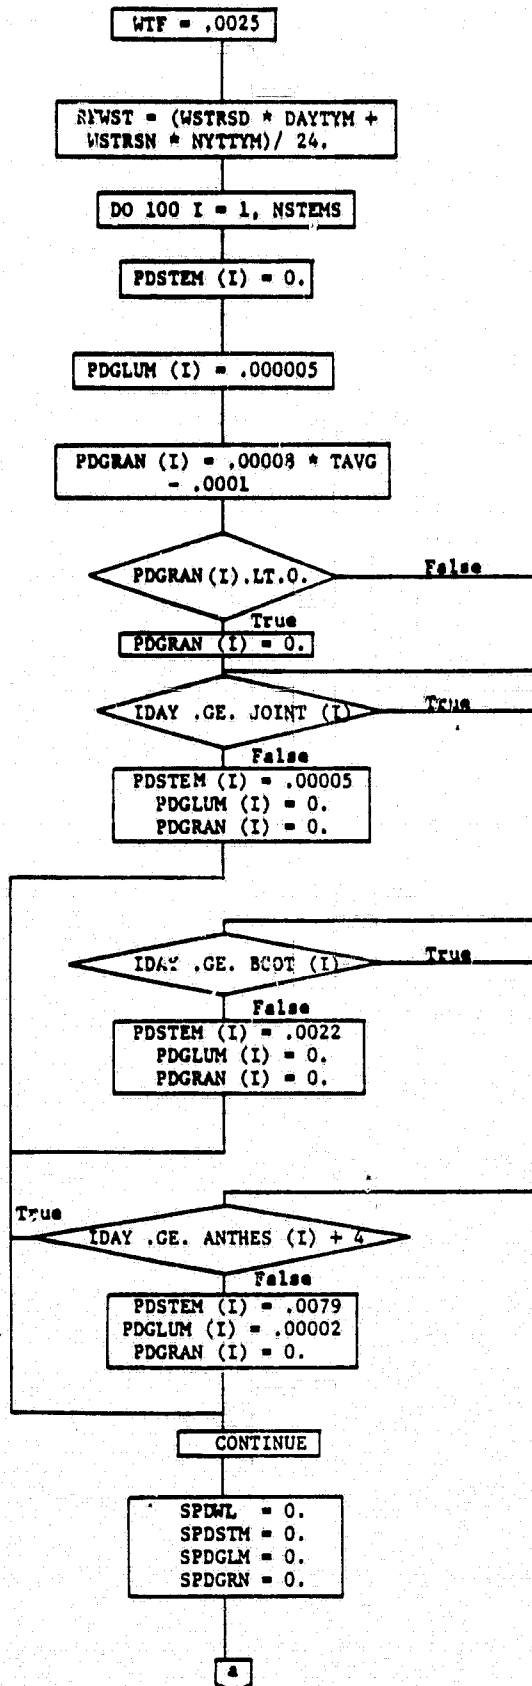 WTF = .0025
RFWST = (WSTRSD * DAYTYM +
WSTRSN * NYTTYM)/ 24.
DO 100 I = 1, NSTEMS
PDSTEM (I) = 0.
PDGLUM (I) = .000005
PDGRAN (I) = .00008 * TAVG
- .0001
PDGRAN(I).LT.0.
False
True
PDGRAN (I) = 0.
IDAY .GE. JOINT (I)
True
False
PDSTEM (I) = .00005
PDGLUM (I) = 0.
PDGRAN (I) = 0.
IDAY .GE. BOOT (I)
True
False
PDSTEM (I) = .0022
PDGLUM (I) = 0.
PDGRAN (I) = 0.
True
IDAY .GE. ANTHES (I) + 4
False
PDSTEM (I) = .0079
PDGLUM (I) = .00002
PDGRAN (I) = 0.
CONTINUE
SPDWL = 0.
SPDSTM = 0.
SPDGLM = 0.
SPDGRN = 0.
a